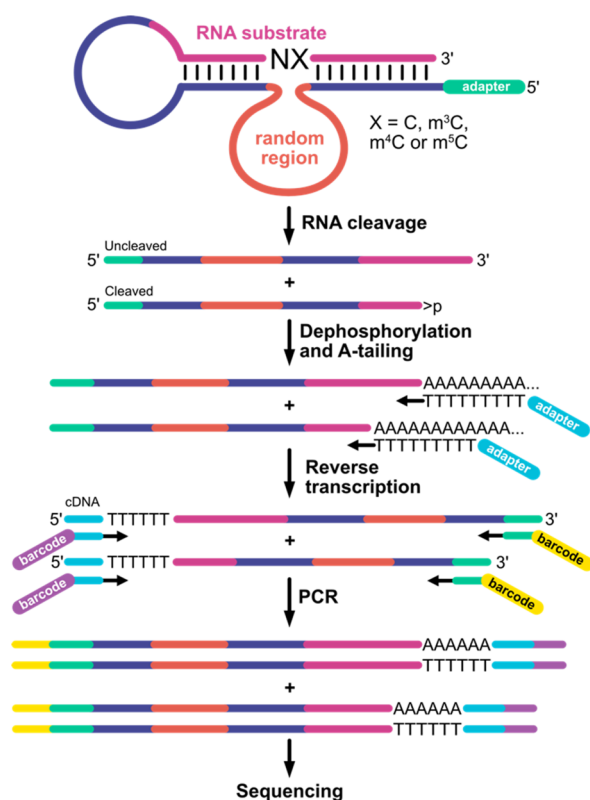 RNA substrate
NX
3'
adapter
5'
random
region
X = C, m³C,
m⁴C or m⁵C
RNA cleavage
Uncleaved
5'
3'
+
Cleaved
5'
>p
Dephosphorylation
and A-tailing
AAAAAAAAA...
TTTTTTTTT
adapter
+
AAAAAAAAAAAA...
TTTTTTTTT
adapter
Reverse
transcription
cDNA
5'
TTTTTT
3'
barcode
barcode
+
5'
TTTTTT
3'
barcode
barcode
PCR
AAAAAA
TTTTTT
+
AAAAAA
TTTTTT
Sequencing